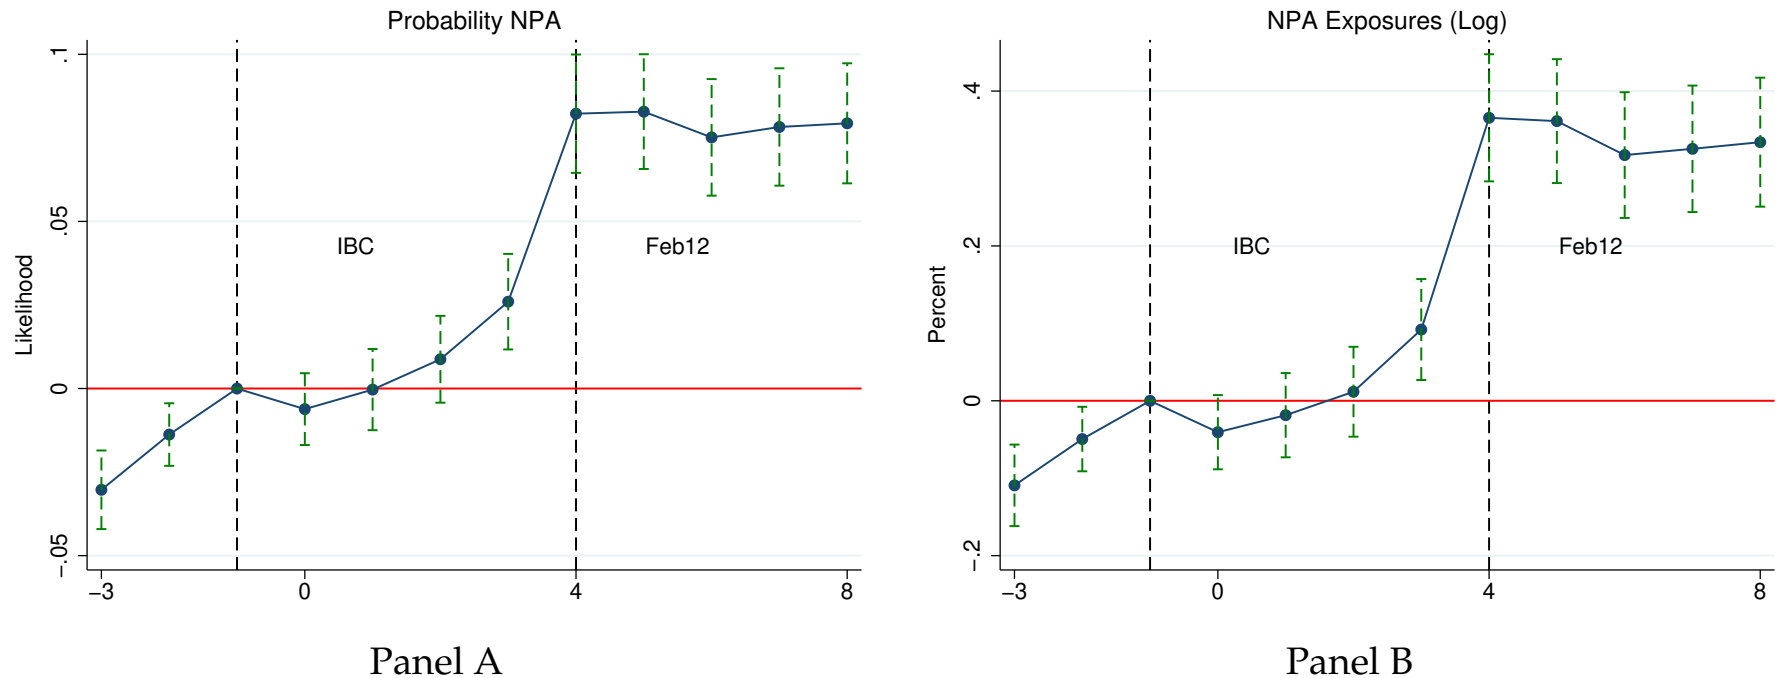 Probability NPA
Likelihood
.1
.05
0
−.05
IBC
Feb12
−3
0
4
8
Panel A
NPA Exposures (Log)
Percent
.4
.2
0
−.2
IBC
Feb12
−3
0
4
8
Panel B